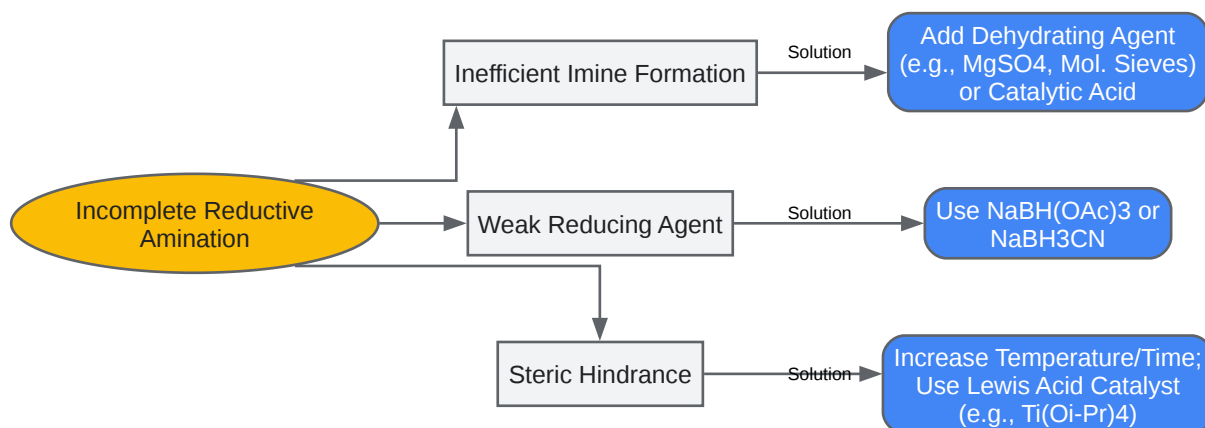 Inefficient Imine Formation
Solution
Add Dehydrating Agent
(e.g., MgSO4, Mol. Sieves)
or Catalytic Acid
Incomplete Reductive
Amination
Weak Reducing Agent
Solution
Use NaBH(OAc)3 or
NaBH3CN
Steric Hindrance
Solution
Increase Temperature/Time;
Use Lewis Acid Catalyst
(e.g., Ti(Oi-Pr)4)